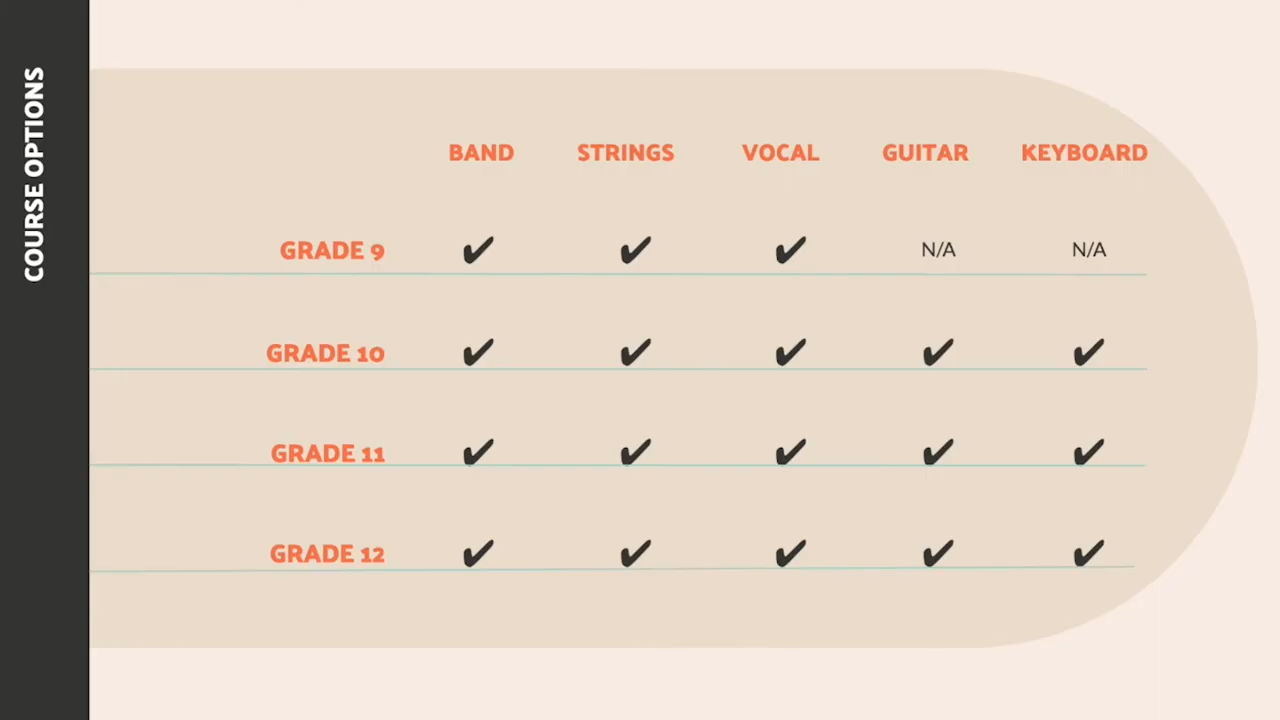 COURSE OPTIONS
BAND STRINGS VOCAL GUITAR KEYBOARD
GRADE 9 ✔ ✔ ✔ N/A N/A
GRADE 10 ✔ ✔ ✔ ✔ ✔
GRADE 11 ✔ ✔ ✔ ✔ ✔
GRADE 12 ✔ ✔ ✔ ✔ ✔